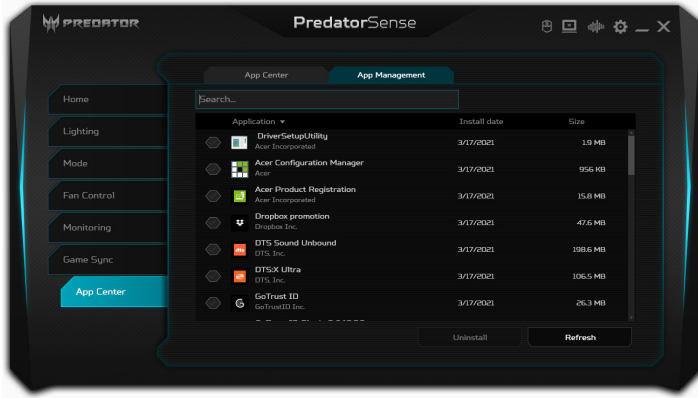 PREDATOR
PredatorSense
App Center
App Management
Home
Lighting
Mode
Fan Control
Monitoring
Game Sync
App Center
Search...
Application Install date Size
DriverSetupUtility
Acer Incorporated
3/17/2021 1.9 MB
Acer Configuration Manager
Acer
3/17/2021 956 KB
Acer Product Registration
Acer Incorporated
3/17/2021 15.8 MB
Dropbox promotion
Dropbox Inc.
3/17/2021 47.6 MB
DTS Sound Unbound
DTS, Inc.
3/17/2021 198.6 MB
DTS:X Ultra
DTS, Inc.
3/17/2021 106.5 MB
GoTrust ID
GoTrustID Inc.
3/17/2021 26.3 MB
Uninstall
Refresh